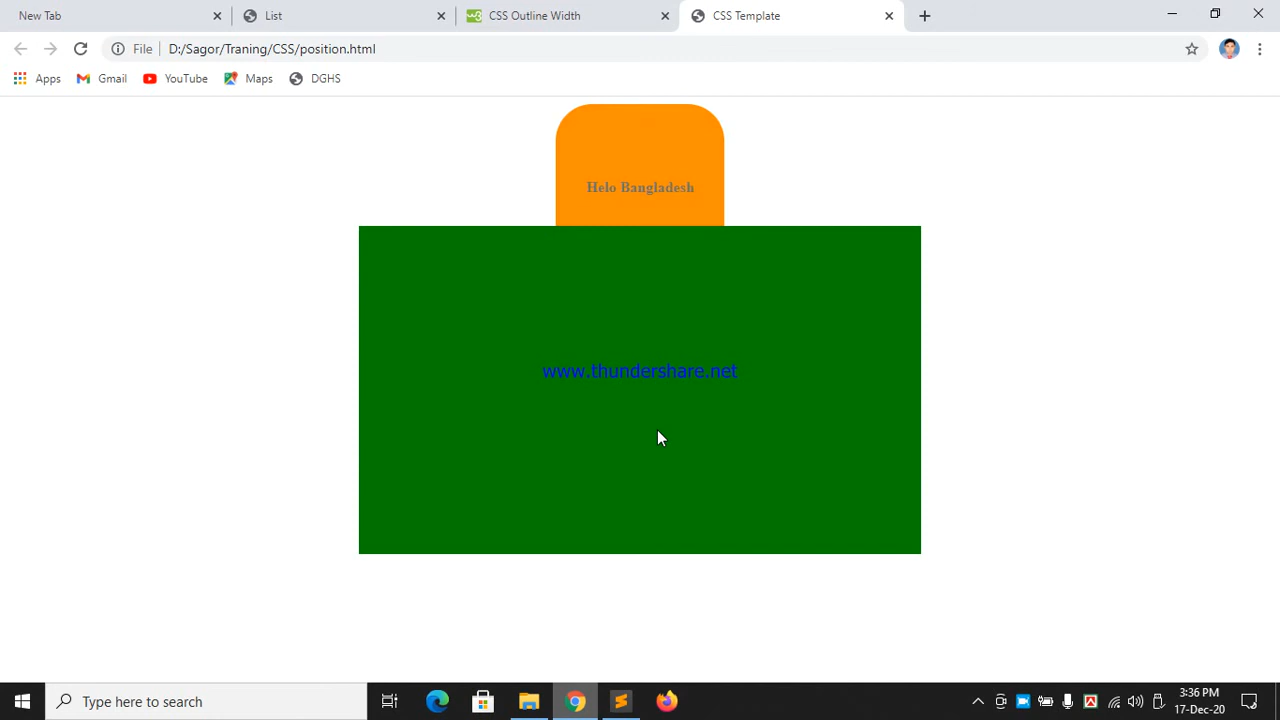 New Tab
List
CSS Outline Width
CSS Template
File
D:/Sagor/Traning/CSS/position.html
Apps
Gmail
YouTube
Maps
DGHS
Helo Bangladesh
www.thundershare.net
Type here to search
3:36 PM
17-Dec-20